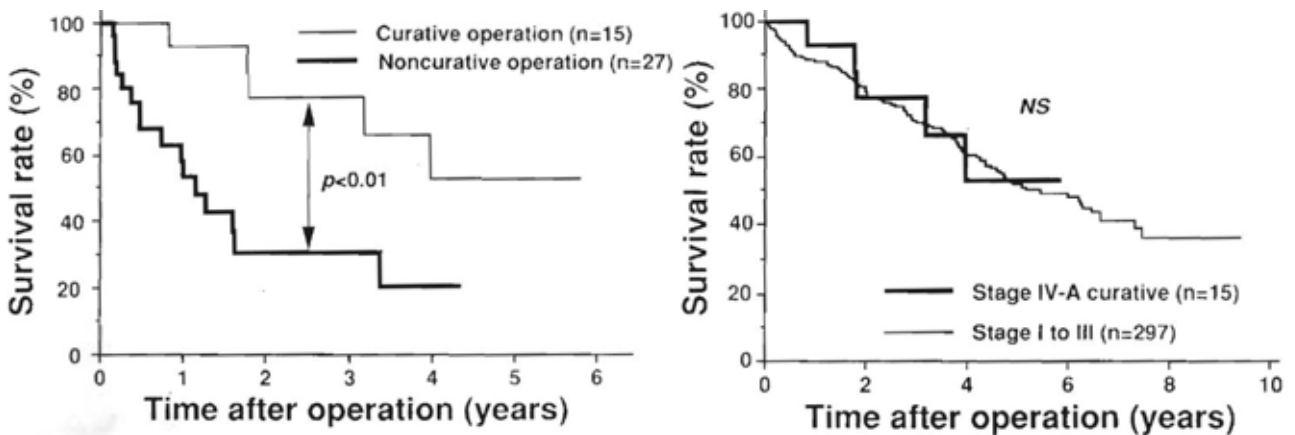 Survival rate (%)
100
80
60
40
20
0
Curative operation (n=15)
Noncurative operation (n=27)
p<0.01
0 1 2 3 4 5 6
Time after operation (years)
Survival rate (%)
100
80
60
40
20
0
NS
Stage IV-A curative (n=15)
Stage I to III (n=297)
0 2 4 6 8 10
Time after operation (years)